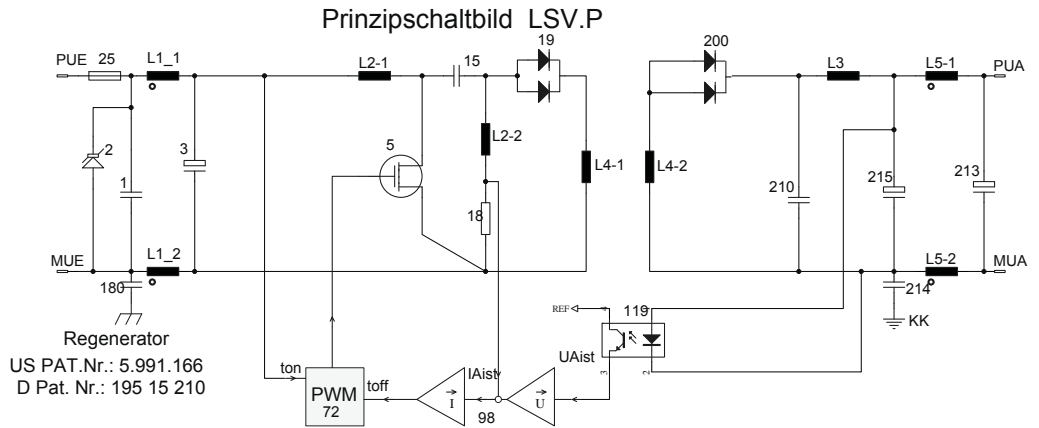 Prinzipschaltbild LSV.P
PUE 25 L1_1 L2-1 15 19 200 L3 L5-1 PUA
2 3 5 L2-2
1 18 L4-1 L4-2 210 215 213
MUE L1_2 L5-2 MUA
180 214
KK
Regenerator
US PAT.Nr.: 5.991.166
D Pat. Nr.: 195 15 210
REF 4 119 1
UAist
3 2
ton IAist
toff
PWM
72
I
98
U